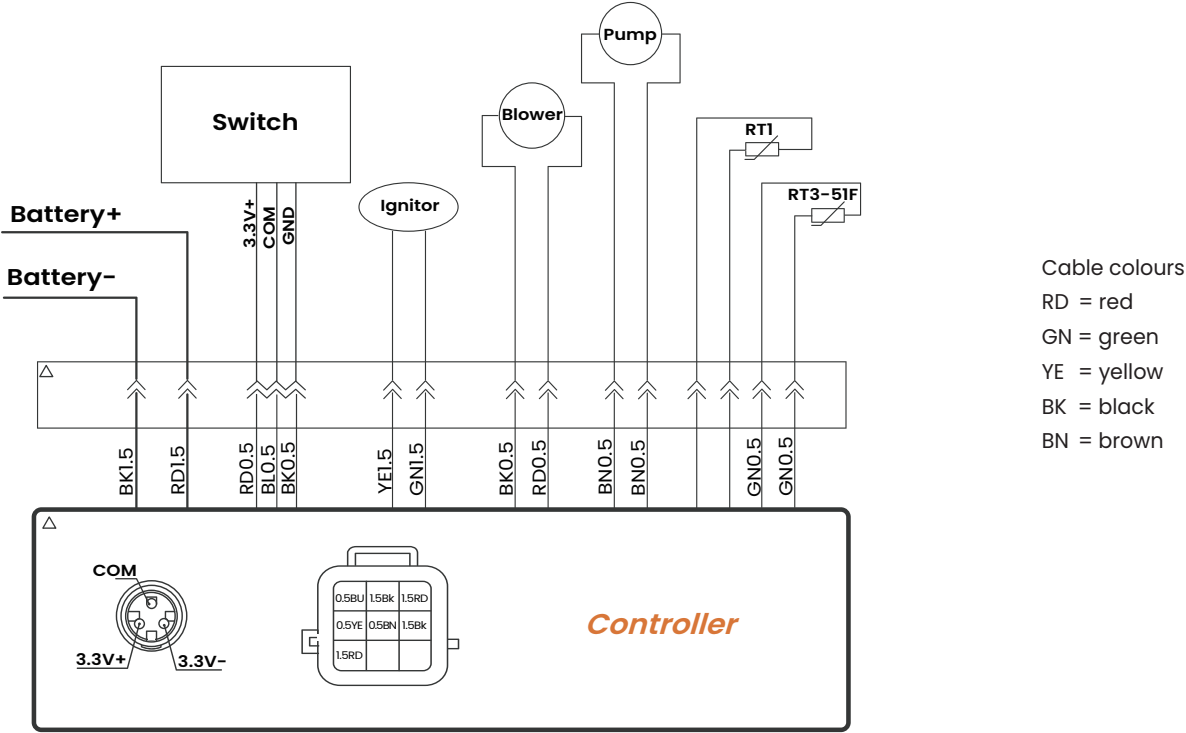 Pump
Blower
Switch
RT1
RT3-51F
Ignitor
3.3V+
COM
GND
Battery+
Battery-
Cable colours
RD = red
GN = green
YE = yellow
BK = black
BN = brown
BK1.5
RD1.5
RD0.5
BL0.5
BK0.5
YE1.5
GN1.5
BK0.5
RD0.5
BN0.5
BN0.5
GN0.5
GN0.5
COM
3.3V+
3.3V-
0.5BU 1.5Bk 1.5RD
0.5YE 0.5BN 1.5Bk
1.5RD
Controller